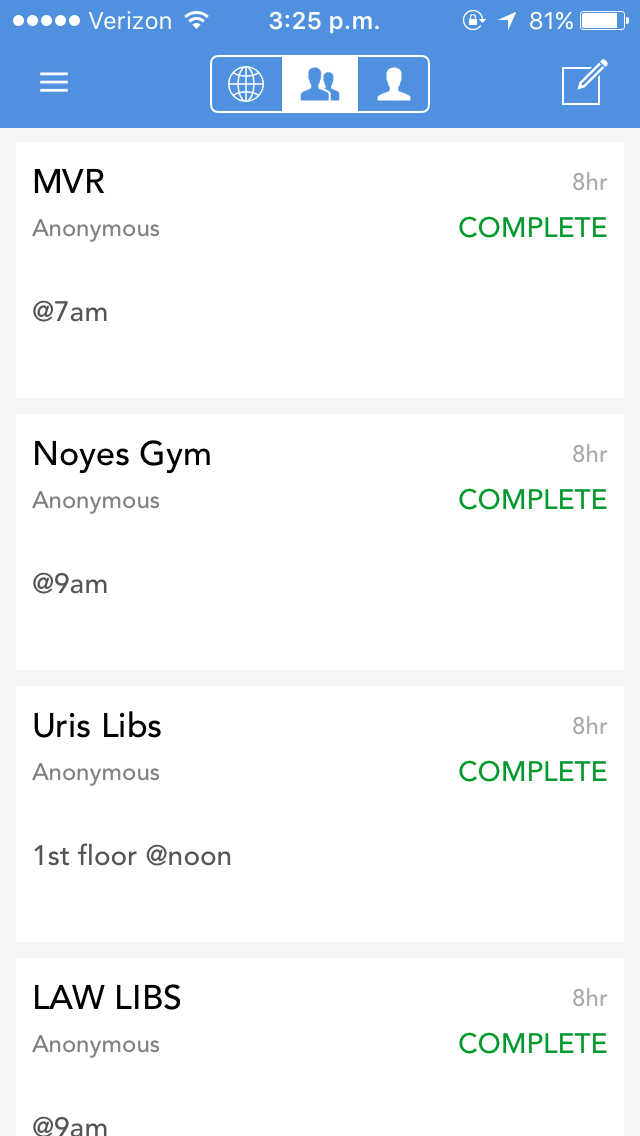 Verizon 3:25 p.m. 81%
MVR 8hr
Anonymous COMPLETE
@7am
Noyes Gym 8hr
Anonymous COMPLETE
@9am
Uris Libs 8hr
Anonymous COMPLETE
1st floor @noon
LAW LIBS 8hr
Anonymous COMPLETE
@9am